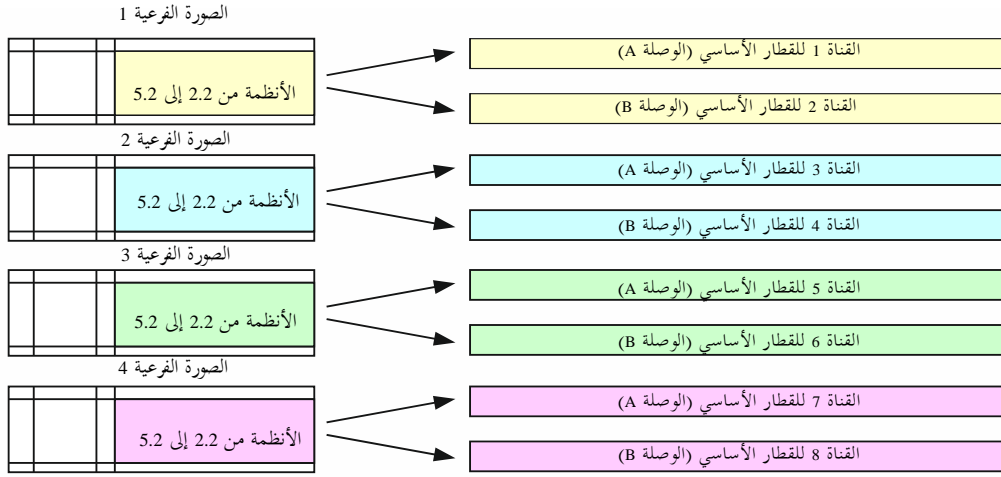 الصورة الفرعية 1
القناة 1 للقطار الأساسي (الوصلة A)
الأنظمة من 2.2 إلى 5.2
القناة 2 للقطار الأساسي (الوصلة B)
الصورة الفرعية 2
القناة 3 للقطار الأساسي (الوصلة A)
الأنظمة من 2.2 إلى 5.2
القناة 4 للقطار الأساسي (الوصلة B)
الصورة الفرعية 3
القناة 5 للقطار الأساسي (الوصلة A)
الأنظمة من 2.2 إلى 5.2
القناة 6 للقطار الأساسي (الوصلة B)
الصورة الفرعية 4
القناة 7 للقطار الأساسي (الوصلة A)
الأنظمة من 2.2 إلى 5.2
القناة 8 للقطار الأساسي (الوصلة B)